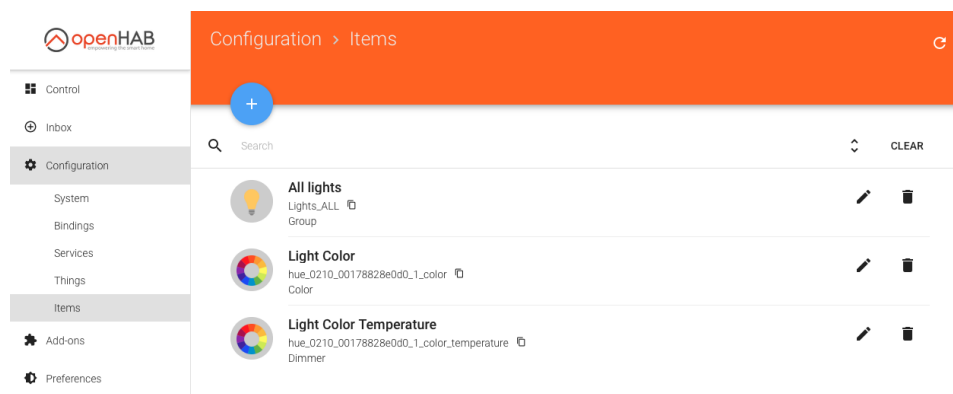 openHAB
empowering the smart home
Configuration > Items
Control
Inbox
Configuration
System
Bindings
Services
Things
Items
Add-ons
Preferences
+
Search
CLEAR
All lights
Lights_ALL
Group
Light Color
hue_0210_00178828e0d0_1_color
Color
Light Color Temperature
hue_0210_00178828e0d0_1_color_temperature
Dimmer